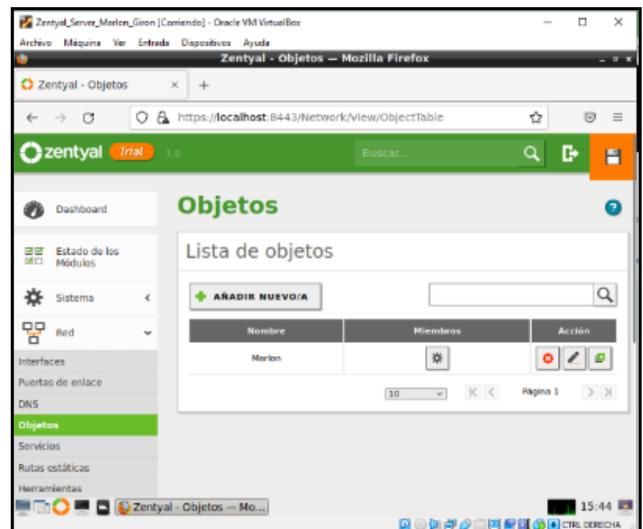 Zentyal_Server_Marlon_Giron [Corriendo] - Oracle VM VirtualBox
Archivo Máquina Ver Entrada Dispositivos Ayuda
Zentyal - Objetos — Mozilla Firefox
Zentyal - Objetos
https://localhost:8443/Network/View/ObjectTable
zentyal Trial 7.0 Buscar...
Dashboard
Estado de los Módulos
Sistema
Red
Interfaces
Puertas de enlace
DNS
Objetos
Servicios
Rutas estáticas
Herramientas
Objetos
Lista de objetos
AÑADIR NUEVO/A
Nombre Miembros Acción
Marlon
10 Página 1
Zentyal - Objetos — Mo... 15:44
CTRL DERECHA